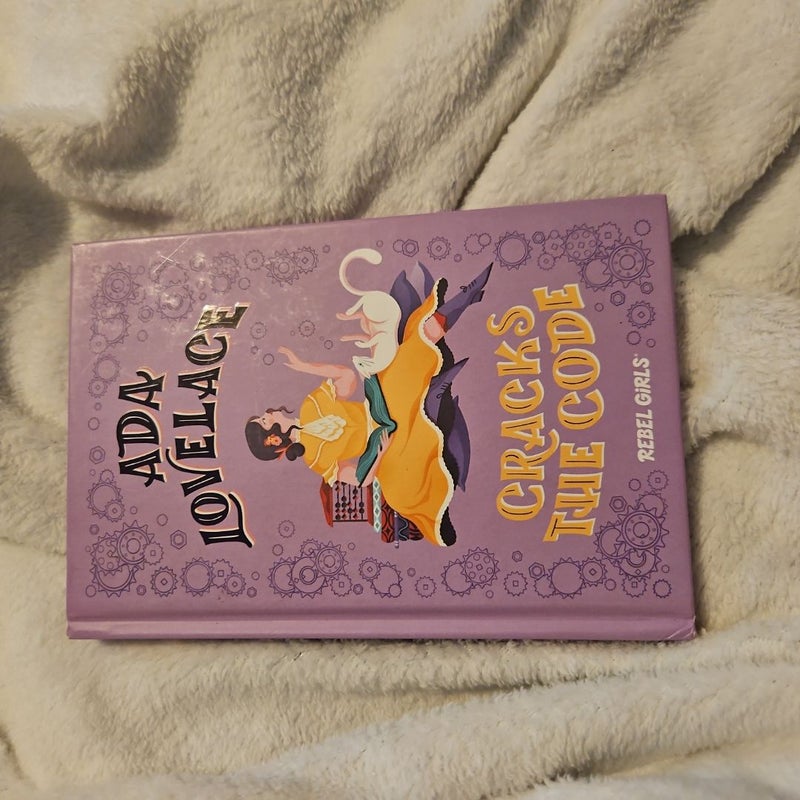 ADA
LOVELACE
CRACKS
THE CODE
REBEL GIRLS